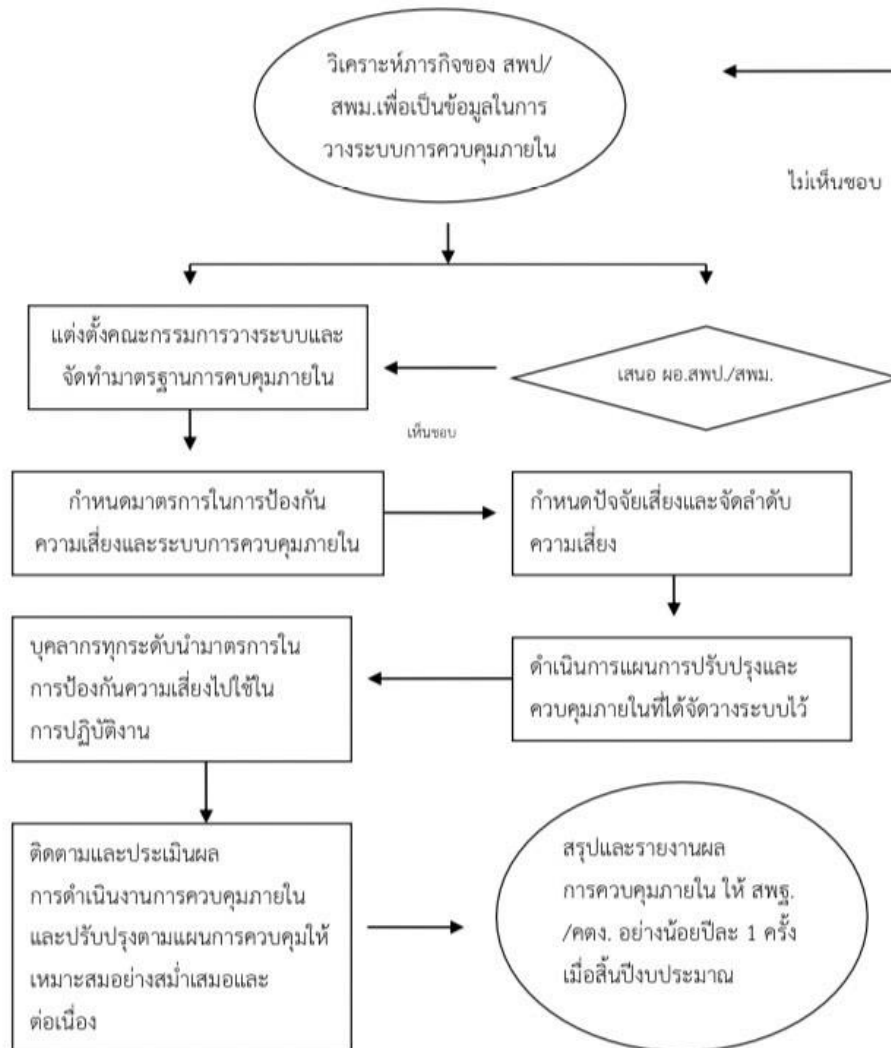 วิเคราะห์ภารกิจของ สพป/
สพม.เพื่อเป็นข้อมูลในการ
วางระบบการควบคุมภายใน
ไม่เห็นชอบ
แต่งตั้งคณะกรรมการวางระบบและ
จัดทำมาตรฐานการคบคุมภายใน
เสนอ ผอ.สพป./สพม.
เห็นชอบ
กำหนดมาตรการในการป้องกัน
ความเสี่ยงและระบบการควบคุมภายใน
กำหนดปัจจัยเสี่ยงและจัดลำดับ
ความเสี่ยง
บุคลากรทุกระดับนำมาตรการใน
การป้องกันความเสี่ยงไปใช้ใน
การปฏิบัติงาน
ดำเนินการแผนการปรับปรุงและ
ควบคุมภายในที่ได้จัดวางระบบไว้
ติดตามและประเมินผล
การดำเนินงานการควบคุมภายใน
และปรับปรุงตามแผนการควบคุมให้
เหมาะสมอย่างสม่ำเสมอและ
ต่อเนื่อง
สรุปและรายงานผล
การควบคุมภายใน ให้ สพฐ.
/คตง. อย่างน้อยปีละ 1 ครั้ง
เมื่อสิ้นปีงบประมาณ